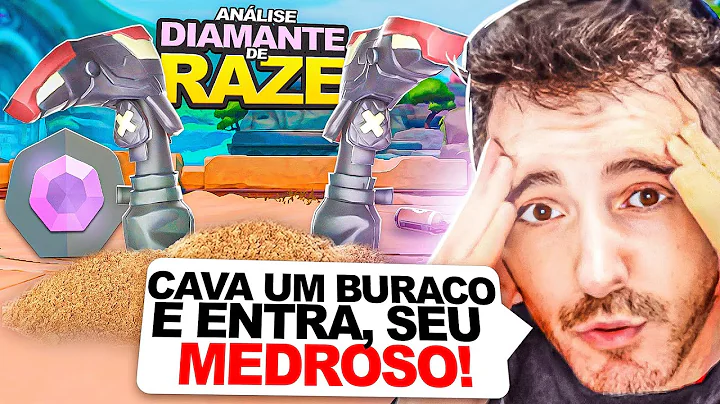 ANÁLISE
DIAMANTE
DE
RAZE
CAVA UM BURACO
E ENTRA, SEU
MEDROSO!